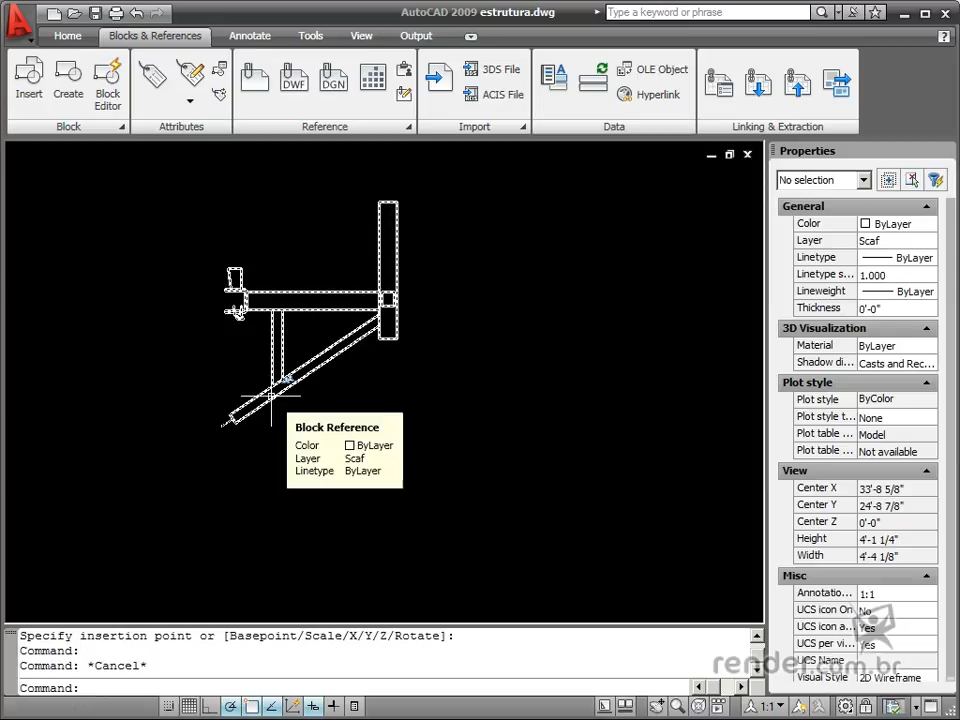 AutoCAD 2009 estrutura.dwg
Type a keyword or phrase
Home
Blocks & References
Annotate
Tools
View
Output
Insert
Create
Block
Editor
DWF
DGN
3DS File
ACIS File
OLE Object
Hyperlink
Block
Attributes
Reference
Import
Data
Linking & Extraction
Properties
No selection
General
Color ByLayer
Layer Scaf
Linetype ByLayer
Linetype s... 1.000
Lineweight ByLayer
Thickness 0'-0"
3D Visualization
Material ByLayer
Shadow di... Casts and Rec...
Plot style
Plot style ByColor
Plot style t... None
Plot table ... Model
Plot table ... Not available
View
Center X 33'-8 5/8"
Center Y 24'-8 7/8"
Center Z 0'-0"
Height 4'-1 1/4"
Width 4'-4 1/8"
Misc
Annotatio... 1:1
UCS icon On No
UCS icon a... Yes
UCS per vi... Yes
UCS Name
Visual Style 2D Wireframe
Block Reference
Color ByLayer
Layer Scaf
Linetype ByLayer
Specify insertion point or [Basepoint/Scale/X/Y/Z/Rotate]:
Command:
Command: *Cancel*
Command:
render.com.br
1:1